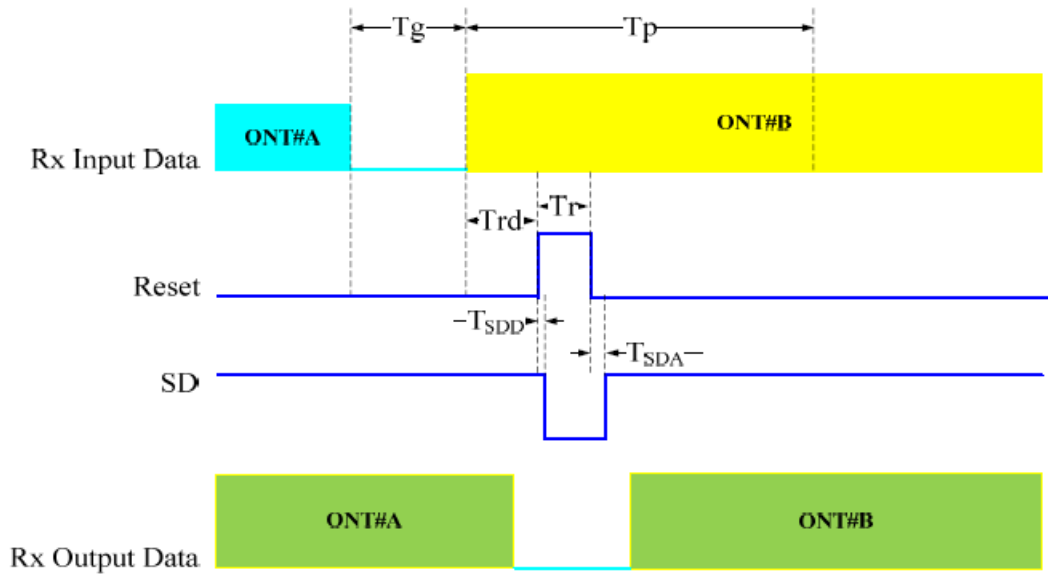 Tg
Tp
ONT#A
ONT#B
Rx Input Data
Trd
Tr
Reset
TSDD
TSDA
SD
ONT#A
ONT#B
Rx Output Data